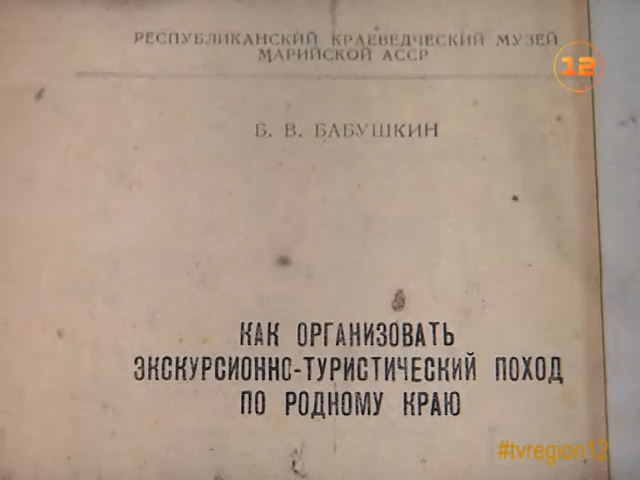 РЕСПУБЛИКАНСКИЙ КРАЕВЕДЧЕСКИЙ МУЗЕЙ
МАРИЙСКОЙ АССР
12
Б. В. БАБУШКИН
КАК ОРГАНИЗОВАТЬ
ЭКСКУРСИОННО-ТУРИСТИЧЕСКИЙ ПОХОД
ПО РОДНОМУ КРАЮ
#tvregion12